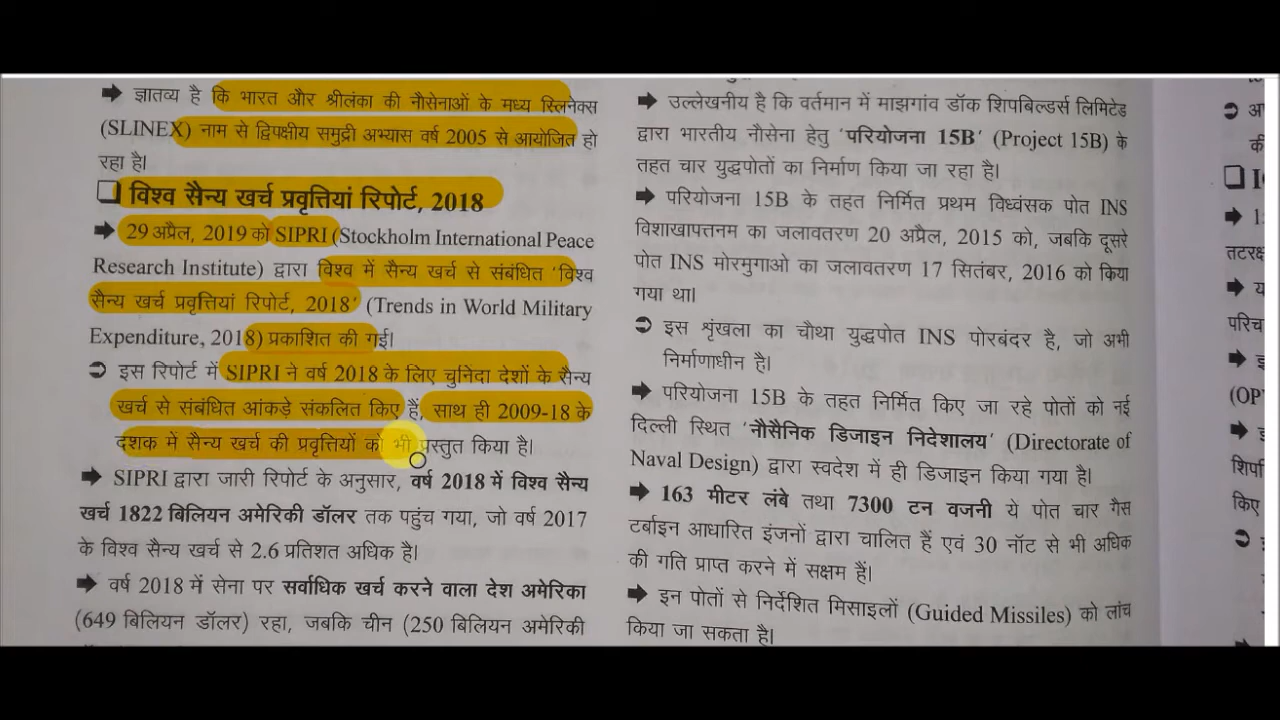 ➡ ज्ञातव्य है कि भारत और श्रीलंका की नौसेनाओं के मध्य स्लिनेक्स
(SLINEX) नाम से द्विपक्षीय समुद्री अभ्यास वर्ष 2005 से आयोजित हो
रहा है।
❑ विश्व सैन्य खर्च प्रवृत्तियां रिपोर्ट, 2018
➡ 29 अप्रैल, 2019 को SIPRI (Stockholm International Peace
Research Institute) द्वारा विश्व में सैन्य खर्च से संबंधित 'विश्व
सैन्य खर्च प्रवृत्तियां रिपोर्ट, 2018' (Trends in World Military
Expenditure, 2018) प्रकाशित की गई।
➲ इस रिपोर्ट में SIPRI ने वर्ष 2018 के लिए चुनिंदा देशों के सैन्य
खर्च से संबंधित आंकड़े संकलित किए हैं, साथ ही 2009-18 के
दशक में सैन्य खर्च की प्रवृत्तियों को भी प्रस्तुत किया है।
➡ SIPRI द्वारा जारी रिपोर्ट के अनुसार, वर्ष 2018 में विश्व सैन्य
खर्च 1822 बिलियन अमेरिकी डॉलर तक पहुंच गया, जो वर्ष 2017
के विश्व सैन्य खर्च से 2.6 प्रतिशत अधिक है।
➡ वर्ष 2018 में सेना पर सर्वाधिक खर्च करने वाला देश अमेरिका
(649 बिलियन डॉलर) रहा, जबकि चीन (250 बिलियन अमेरिकी
➡ उल्लेखनीय है कि वर्तमान में माझगांव डॉक शिपबिल्डर्स लिमिटेड
द्वारा भारतीय नौसेना हेतु 'परियोजना 15B' (Project 15B) के
तहत चार युद्धपोतों का निर्माण किया जा रहा है।
➡ परियोजना 15B के तहत निर्मित प्रथम विध्वंसक पोत INS
विशाखापत्तनम का जलावतरण 20 अप्रैल, 2015 को, जबकि दूसरे
पोत INS मोरमुगाओ का जलावतरण 17 सितंबर, 2016 को किया
गया था।
➲ इस शृंखला का चौथा युद्धपोत INS पोरबंदर है, जो अभी
निर्माणाधीन है।
➡ परियोजना 15B के तहत निर्मित किए जा रहे पोतों को नई
दिल्ली स्थित 'नौसैनिक डिजाइन निदेशालय' (Directorate of
Naval Design) द्वारा स्वदेश में ही डिजाइन किया गया है।
➡ 163 मीटर लंबे तथा 7300 टन वजनी ये पोत चार गैस
टर्बाइन आधारित इंजनों द्वारा चालित हैं एवं 30 नॉट से भी अधिक
की गति प्राप्त करने में सक्षम हैं।
➡ इन पोतों से निर्देशित मिसाइलों (Guided Missiles) को लांच
किया जा सकता है।